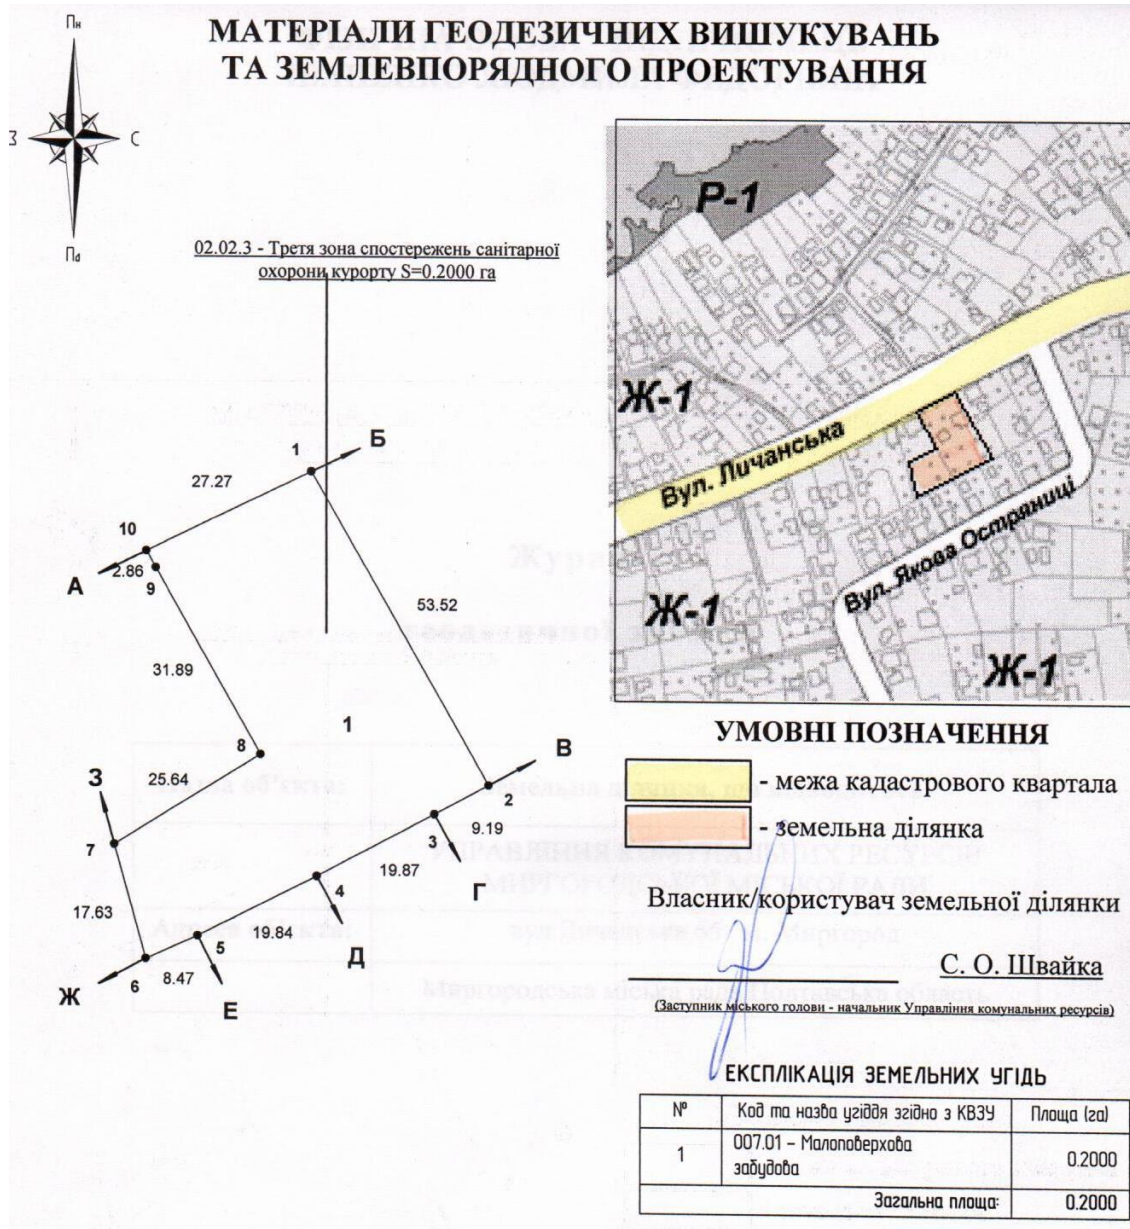 МАТЕРІАЛИ ГЕОДЕЗИЧНИХ ВИШУКУВАНЬ
ТА ЗЕМЛЕВПОРЯДНОГО ПРОЕКТУВАННЯ
Пн
З
С
Пд
02.02.3 - Третя зона спостережень санітарної
охорони курорту S=0.2000 га
Р-1
Ж-1
Вул. Личанська
Вул. Якова Остряниці
Ж-1
Ж-1
1
Б
27.27
10
А
2.86
9
53.52
31.89
1
8
В
З
25.64
2
7
3
9.19
19.87
Г
4
17.63
19.84
5
Д
6
8.47
Ж
Е
УМОВНІ ПОЗНАЧЕННЯ
- межа кадастрового квартала
- земельна ділянка
Власник/користувач земельної ділянки
С. О. Швайка
(Заступник міського голови - начальник Управління комунальних ресурсів)
ЕКСПЛІКАЦІЯ ЗЕМЕЛЬНИХ УГІДЬ
№ Код та назва угіддя згідно з КВЗУ Площа (га)
1 007.01 – Малоповерхова забудова 0.2000
Загальна площа: 0.2000